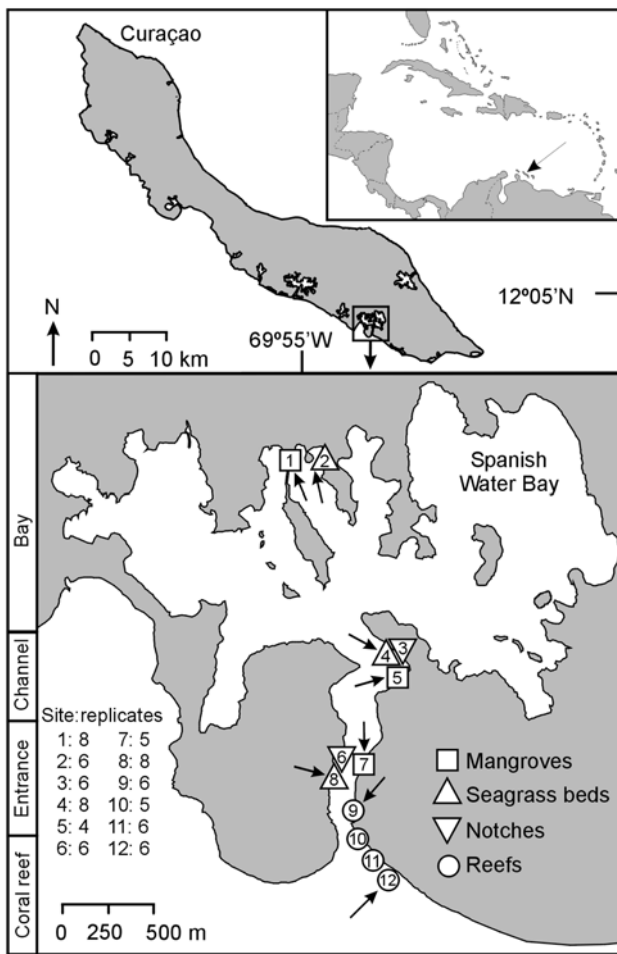 Curaçao
12º05'N
N
0 5 10 km
69º55'W
Bay
Channel
Entrance
Coral reef
1
2
Spanish
Water Bay
3
4
5
Site:replicates
1: 8 7: 5
2: 6 8: 8
3: 6 9: 6
4: 8 10: 5
5: 4 11: 6
6: 6 12: 6
6
7
8
9
10
11
12
Mangroves
Seagrass beds
Notches
Reefs
0 250 500 m